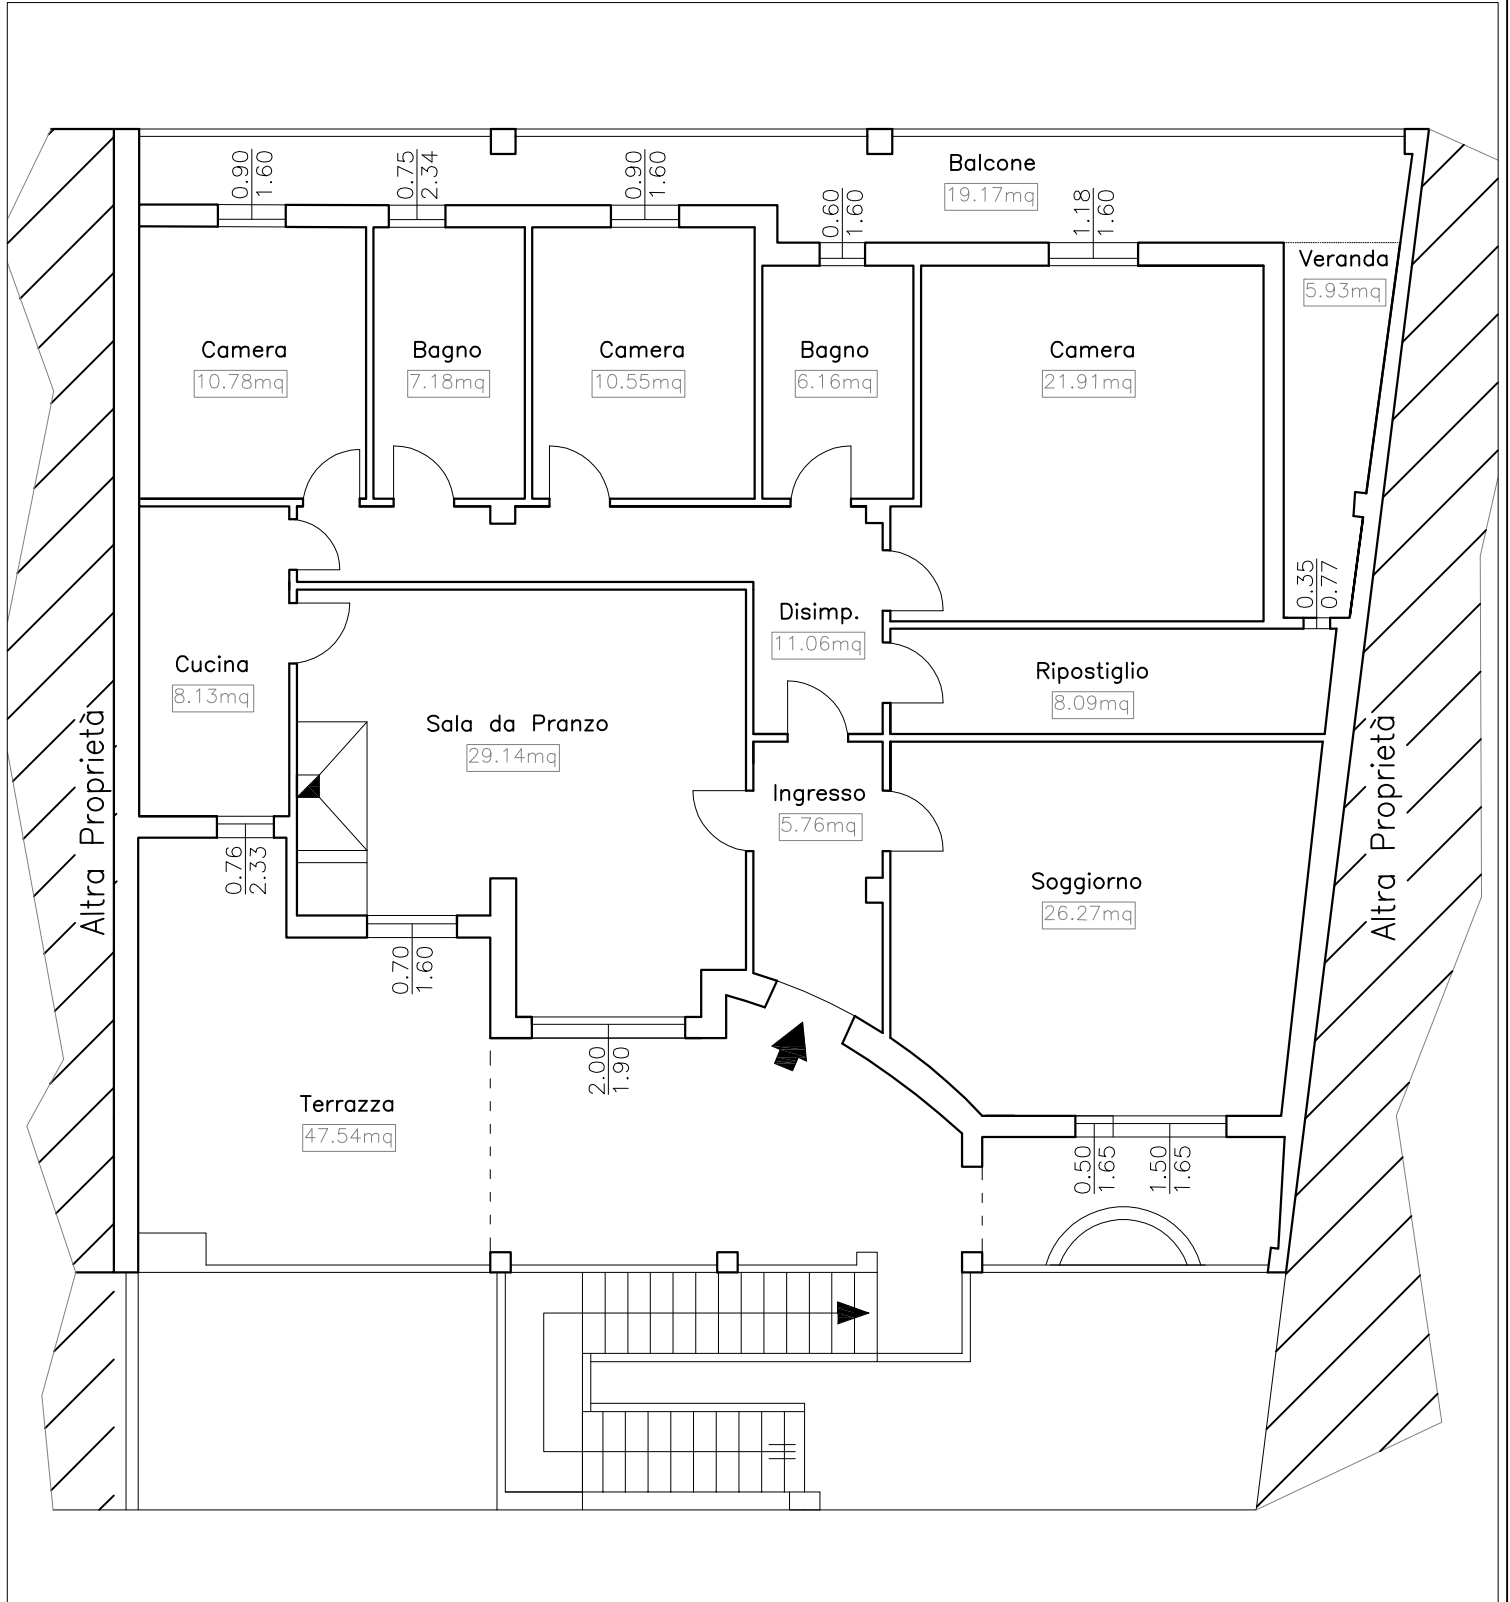 0.90
1.60
0.75
2.34
0.90
1.60
0.60
1.60
Balcone
19.17mq
1.18
1.60
Veranda
5.93mq
Camera
10.78mq
Bagno
7.18mq
Camera
10.55mq
Bagno
6.16mq
Camera
21.91mq
0.35
0.77
Disimp.
11.06mq
Cucina
8.13mq
Ripostiglio
8.09mq
Sala da Pranzo
29.14mq
Altra Proprietà
Altra Proprietà
Ingresso
5.76mq
0.76
2.33
Soggiorno
26.27mq
0.70
1.60
2.00
1.90
Terrazza
47.54mq
0.50
1.65
1.50
1.65